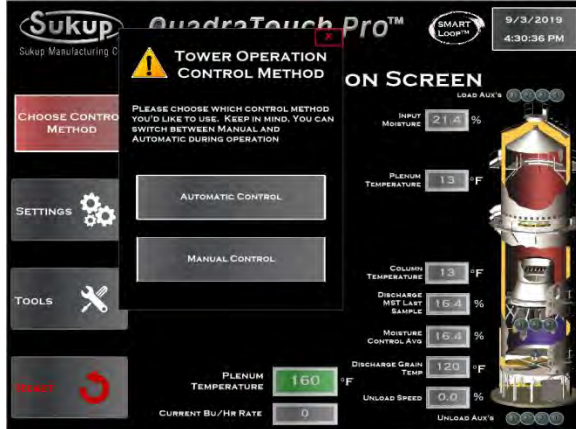 Sukup
Sukup Manufacturing C
QuadraTouch Pro™
SMART
LOOP™
9/3/2019
4:30:36 PM
X
TOWER OPERATION
CONTROL METHOD
PLEASE CHOOSE WHICH CONTROL METHOD
YOU'D LIKE TO USE. KEEP IN MIND, YOU CAN
SWITCH BETWEEN MANUAL AND
AUTOMATIC DURING OPERATION
AUTOMATIC CONTROL
MANUAL CONTROL
ON SCREEN
LOAD AUX'S
CHOOSE CONTRO
METHOD
SETTINGS
TOOLS
RESET
INPUT
MOISTURE 21.4 %
PLENUM
TEMPERATURE 13 °F
COLUMN
TEMPERATURE 13 °F
DISCHARGE
MST LAST
SAMPLE 16.4 %
MOISTURE
CONTROL AVG 16.4 %
DISCHARGE GRAIN
TEMP 120 °F
UNLOAD SPEED 0.0 %
UNLOAD AUX'S
PLENUM
TEMPERATURE 160 °F
CURRENT BU/HR RATE 0